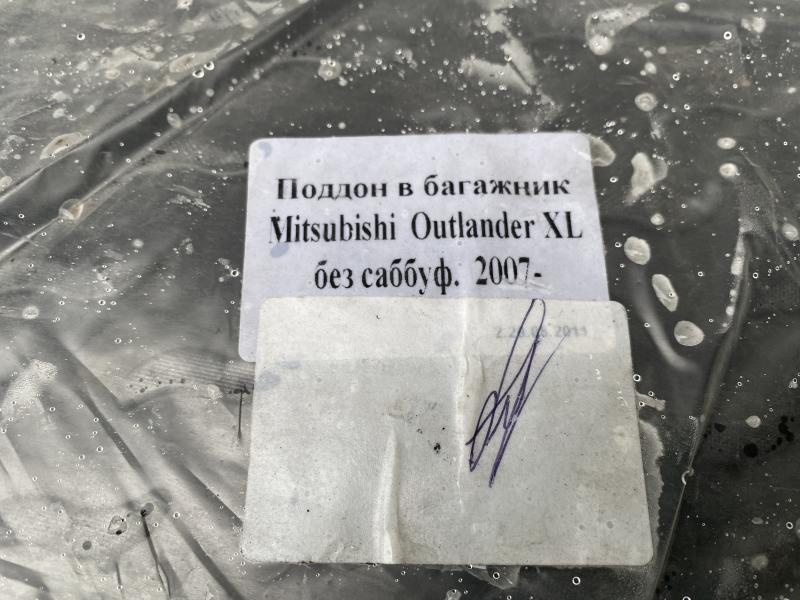 Поддон в багажник
Mitsubishi Outlander XL
без саббуф. 2007-